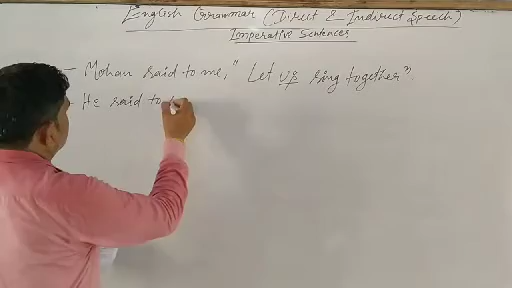 English Grammar (Direct & Indirect Speech)
Imperative Sentences
- Mohan said to me, " Let us sing together".
- He said to